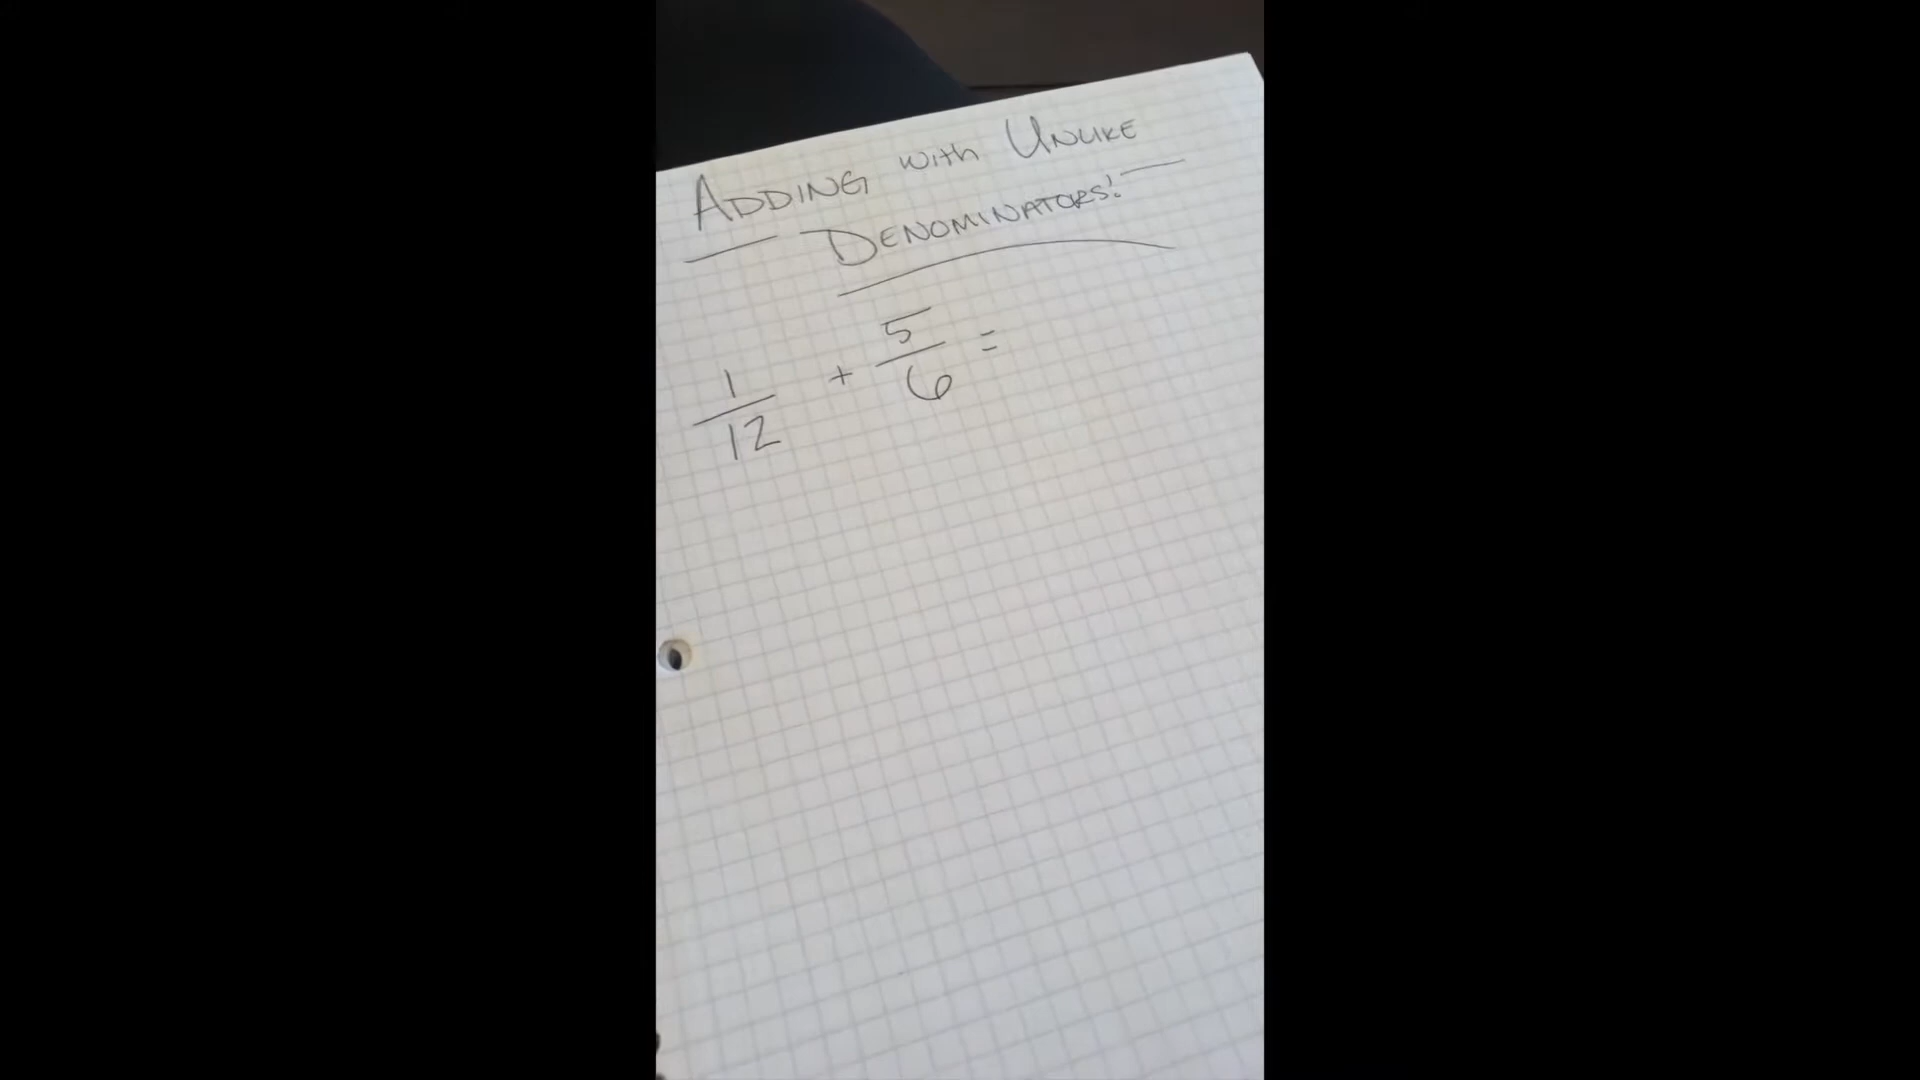 ADDING with UNLIKE
DENOMINATORS!
1/12 + 5/6 =